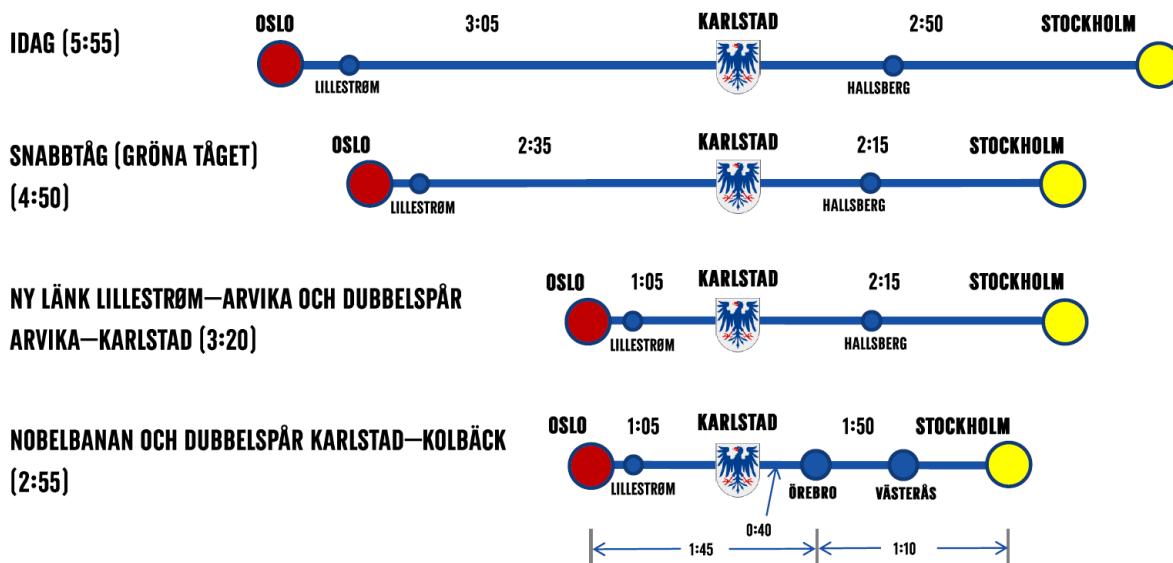 IDAG (5:55)
OSLO 3:05 KARLSTAD 2:50 STOCKHOLM
LILLESTRØM HALLSBERG
SNABBTÅG (GRÖNA TÅGET)
(4:50)
OSLO 2:35 KARLSTAD 2:15 STOCKHOLM
LILLESTRØM HALLSBERG
NY LÄNK LILLESTRØM–ARVIKA OCH DUBBELSPÅR
ARVIKA–KARLSTAD (3:20)
OSLO 1:05 KARLSTAD 2:15 STOCKHOLM
LILLESTRØM HALLSBERG
NOBELBANAN OCH DUBBELSPÅR KARLSTAD–KOLBÄCK
(2:55)
OSLO 1:05 KARLSTAD 1:50 STOCKHOLM
LILLESTRØM ÖREBRO VÄSTERÅS
0:40
1:45 1:10